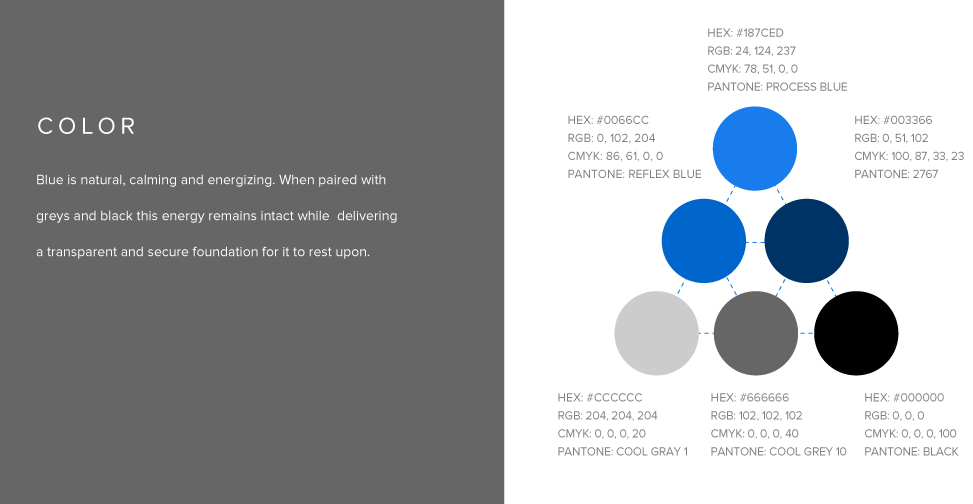 COLOR
Blue is natural, calming and energizing. When paired with
greys and black this energy remains intact while  delivering
a transparent and secure foundation for it to rest upon.
HEX: #187CED
RGB: 24, 124, 237
CMYK: 78, 51, 0, 0
PANTONE: PROCESS BLUE
HEX: #0066CC
RGB: 0, 102, 204
CMYK: 86, 61, 0, 0
PANTONE: REFLEX BLUE
HEX: #003366
RGB: 0, 51, 102
CMYK: 100, 87, 33, 23
PANTONE: 2767
HEX: #CCCCCC
RGB: 204, 204, 204
CMYK: 0, 0, 0, 20
PANTONE: COOL GRAY 1
HEX: #666666
RGB: 102, 102, 102
CMYK: 0, 0, 0, 40
PANTONE: COOL GREY 10
HEX: #000000
RGB: 0, 0, 0
CMYK: 0, 0, 0, 100
PANTONE: BLACK